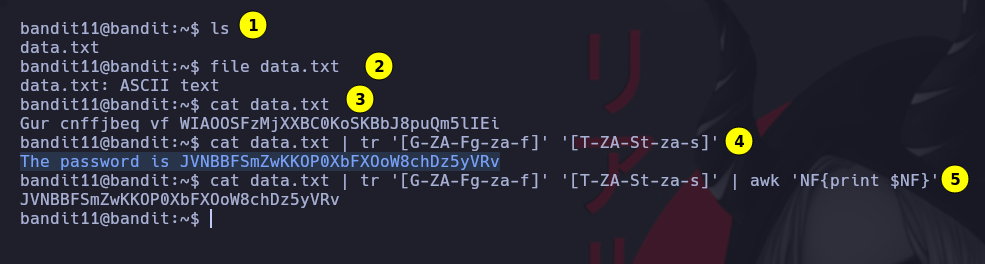 bandit11@bandit:~$ ls 1
data.txt
bandit11@bandit:~$ file data.txt 2
data.txt: ASCII text
bandit11@bandit:~$ cat data.txt 3
Gur cnffjbeq vf WIAOOSFzMjXXBC0KoSKBbJ8puQm5lIEi
bandit11@bandit:~$ cat data.txt | tr '[G-ZA-Fg-za-f]' '[T-ZA-St-za-s]' 4
The password is JVNBBFSmZwKKOP0XbFXOoW8chDz5yVRv
bandit11@bandit:~$ cat data.txt | tr '[G-ZA-Fg-za-f]' '[T-ZA-St-za-s]' | awk 'NF{print $NF}' 5
JVNBBFSmZwKKOP0XbFXOoW8chDz5yVRv
bandit11@bandit:~$